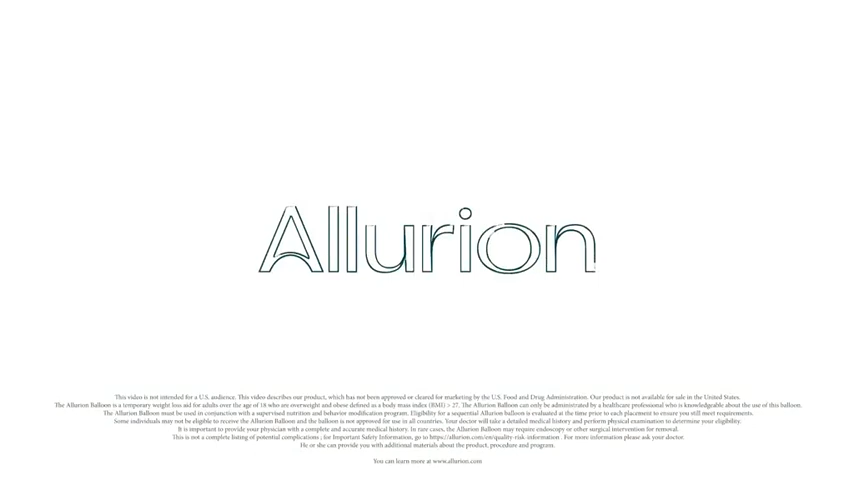 Allurion
This video is not intended for a U.S. audience. This video describes our product, which has not been approved or cleared for marketing by the U.S. Food and Drug Administration. Our product is not available for sale in the United States.
The Allurion Balloon is a temporary weight loss aid for adults over the age of 18 who are overweight and obese defined as a body mass index (BMI) > 27. The Allurion Balloon can only be administrated by a healthcare professional who is knowledgeable about the use of this balloon.
The Allurion Balloon must be used in conjunction with a supervised nutrition and behavior modification program. Eligibility for a sequential Allurion balloon is evaluated at the time prior to each placement to ensure you still meet requirements.
Some individuals may not be eligible to receive the Allurion Balloon and the balloon is not approved for use in all countries. Your doctor will take a detailed medical history and perform physical examination to determine your eligibility.
It is important to provide your physician with a complete and accurate medical history. In rare cases, the Allurion Balloon may require endoscopy or other surgical intervention for removal.
This is not a complete listing of potential complications ; for Important Safety Information, go to https://allurion.com/en/quality-risk-information . For more information please ask your doctor.
He or she can provide you with additional materials about the product, procedure and program.
You can learn more at www.allurion.com